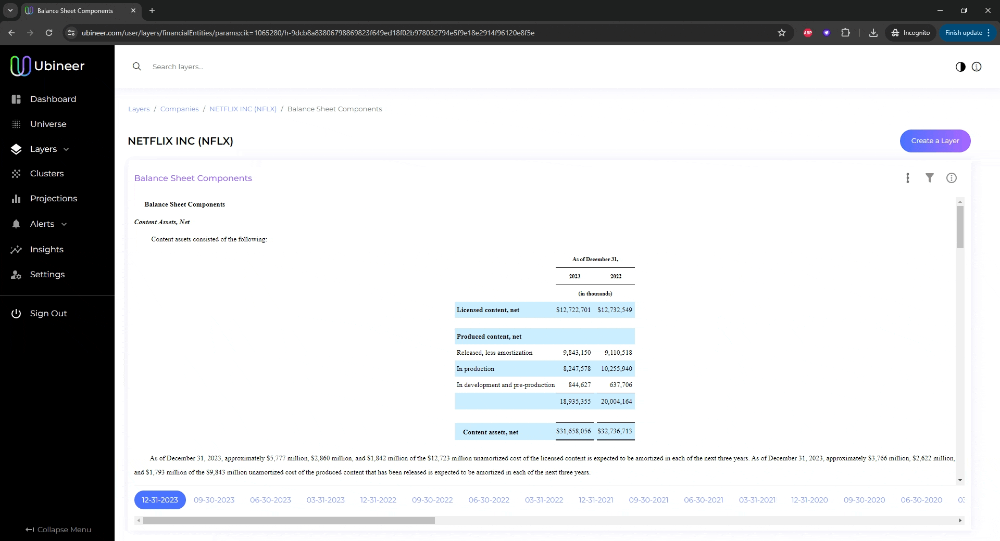 Balance Sheet Components
ubineer.com/user/layers/financialEntities/params;cik=1065280/h-9dcb8a83806798869823f649ed18f02b978032794e5f9e18e2914f96120e8f5e
ABP
Incognito
Finish update
Ubineer
Search layers...
Dashboard
Universe
Layers
Clusters
Projections
Alerts
Insights
Settings
Sign Out
Collapse Menu
Layers / Companies / NETFLIX INC (NFLX) / Balance Sheet Components
NETFLIX INC (NFLX)
Create a Layer
Balance Sheet Components
Balance Sheet Components
Content Assets, Net
Content assets consisted of the following:
As of December 31,
2023 2022
(in thousands)
Licensed content, net $12,722,701 $12,732,549
Produced content, net
Released, less amortization 9,843,150 9,110,518
In production 8,247,578 10,255,940
In development and pre-production 844,627 637,706
18,935,355 20,004,164
Content assets, net $31,658,056 $32,736,713
As of December 31, 2023, approximately $5,777 million, $2,860 million, and $1,842 million of the $12,723 million unamortized cost of the licensed content is expected to be amortized in each of the next three years. As of December 31, 2023, approximately $3,766 million, $2,622 million,
and $1,793 million of the $9,843 million unamortized cost of the produced content that has been released is expected to be amortized in each of the next three years.
12-31-2023 09-30-2023 06-30-2023 03-31-2023 12-31-2022 09-30-2022 06-30-2022 03-31-2022 12-31-2021 09-30-2021 06-30-2021 03-31-2021 12-31-2020 09-30-2020 06-30-2020